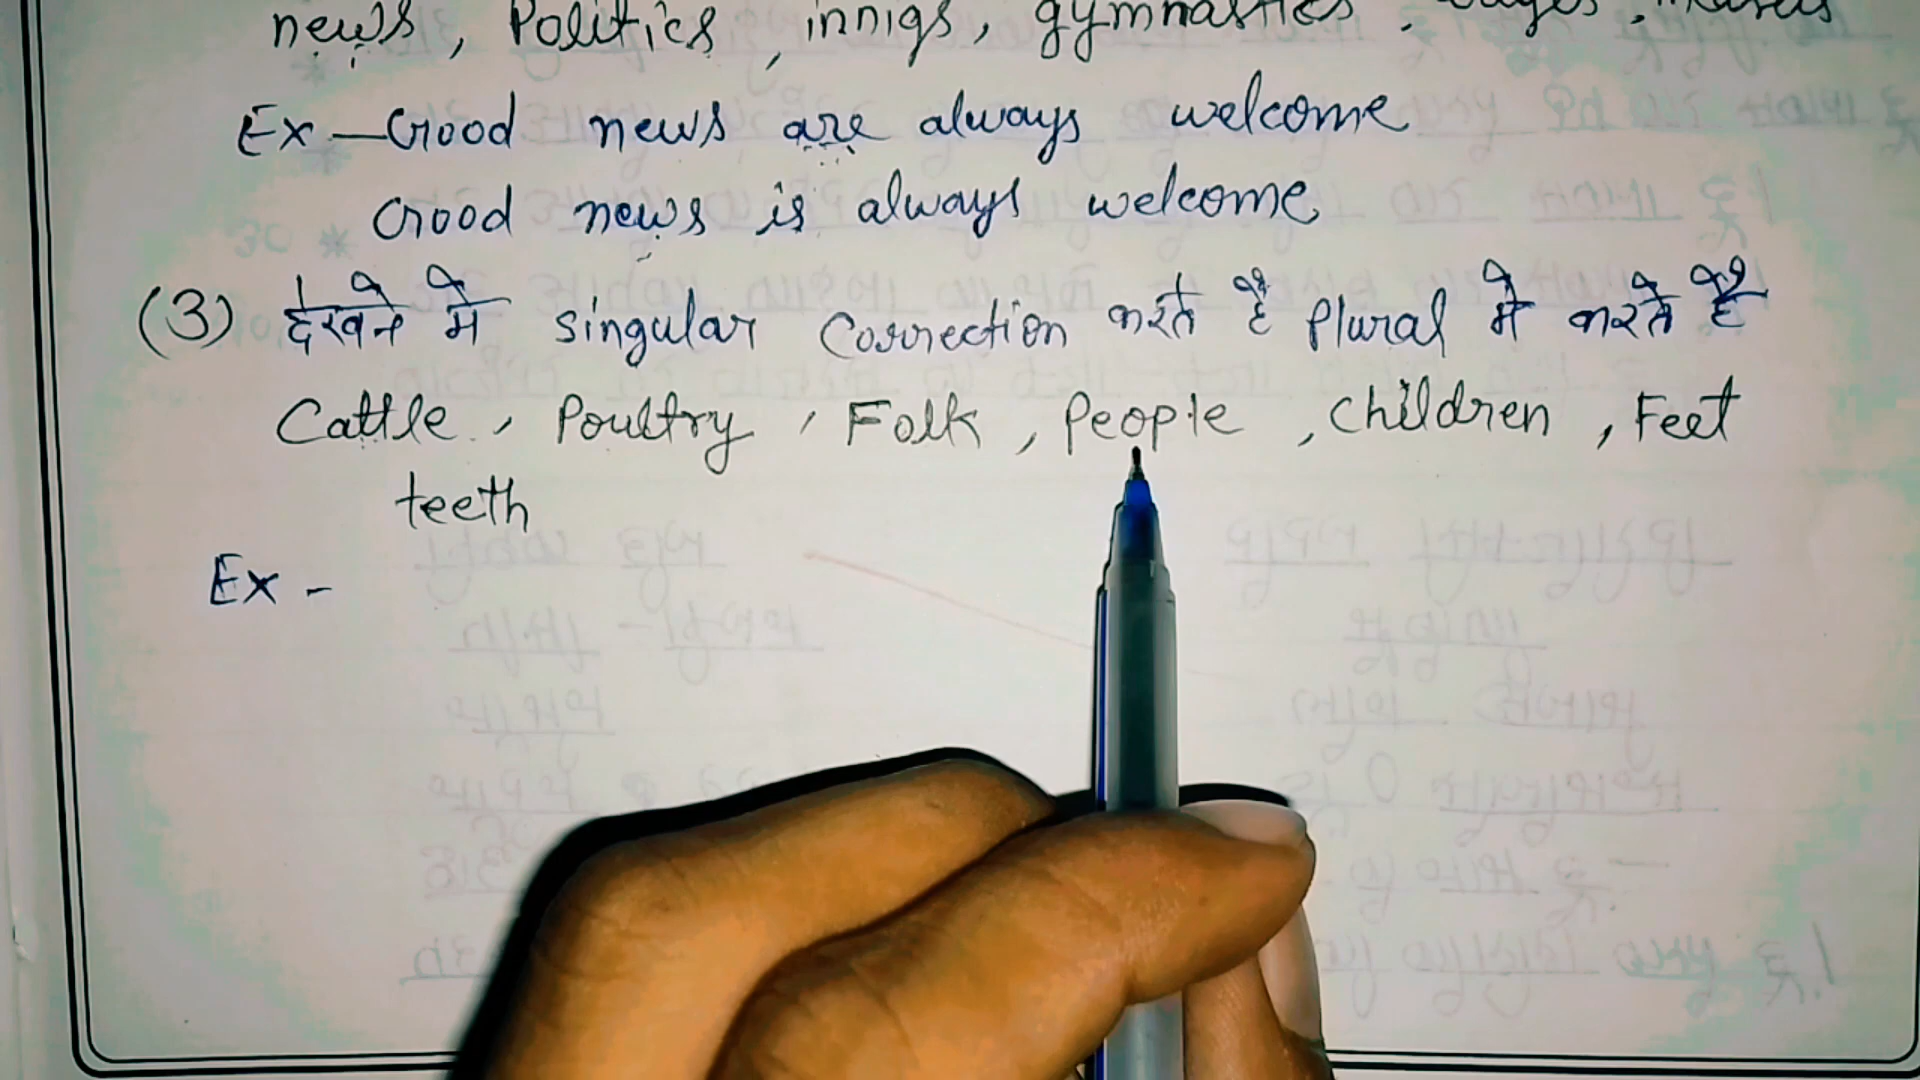 news, Politics, innigs, gymnastics,
Ex — Good news are always welcome
Good news is always welcome
(3) देखने में singular correction करते हैं Plural में करते हैं
Cattle, Poultry, Folk, People, children, Feet
teeth
Ex -